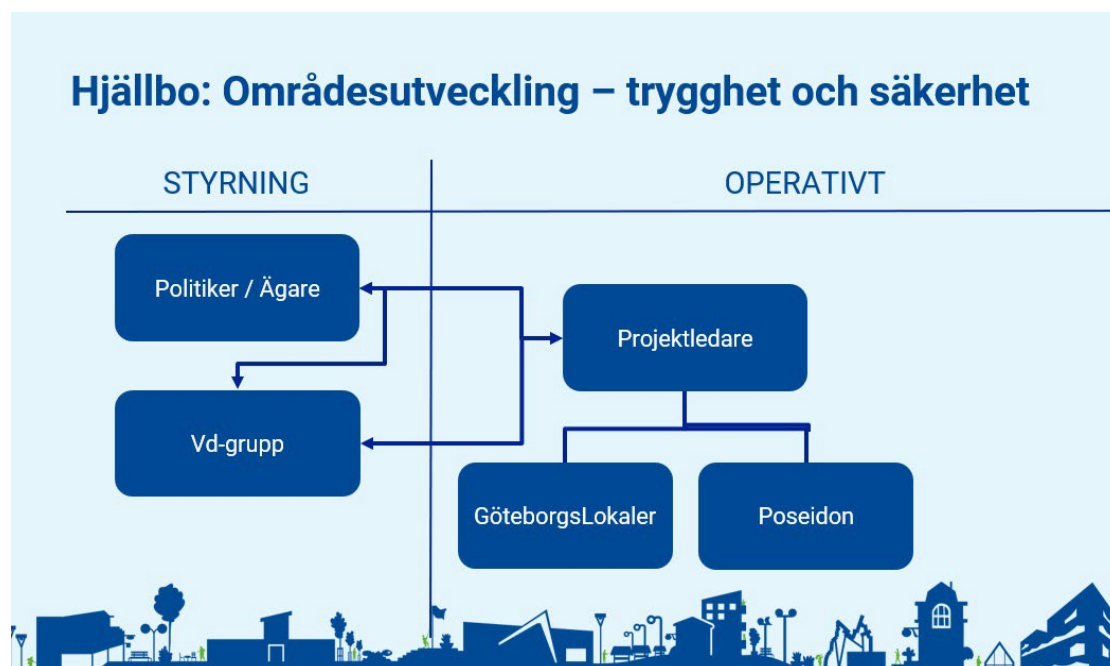 Hjällbo: Områdesutveckling – trygghet och säkerhet
STYRNING
OPERATIVT
Politiker / Ägare
Projektledare
Vd-grupp
GöteborgsLokaler
Poseidon